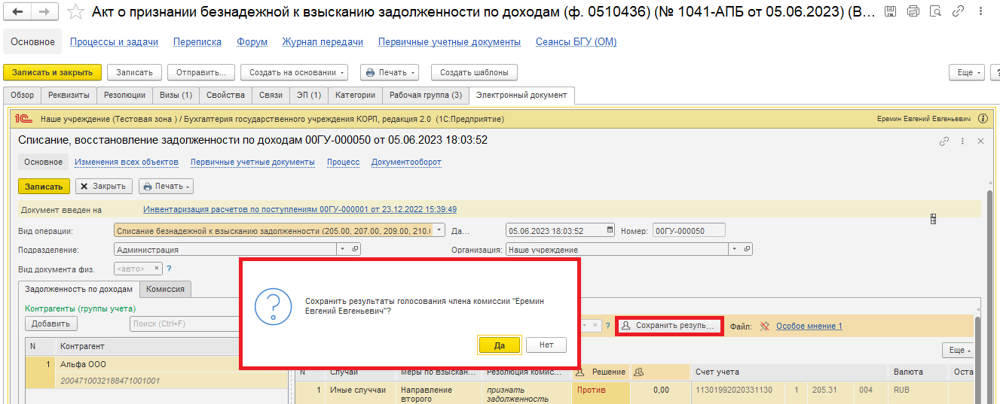 Акт о признании безнадежной к взысканию задолженности по доходам (ф. 0510436) (№ 1041-АПБ от 05.06.2023) (В...
Основное Процессы и задачи Переписка Форум Журнал передачи Первичные учетные документы Сеансы БГУ (ОМ)
Записать и закрыть Записать Отправить... Создать на основании Печать Создать шаблоны Еще ?
Обзор Реквизиты Резолюции Визы (1) Свойства Связи ЭП (1) Категории Рабочая группа (3) Электронный документ
1С Наше учреждение (Тестовая зона ) / Бухгалтерия государственного учреждения КОРП, редакция 2.0 (1С:Предприятие) Еремин Евгений Евгеньевич
Списание, восстановление задолженности по доходам 00ГУ-000050 от 05.06.2023 18:03:52
Основное Изменения всех объектов Первичные учетные документы Процесс Документооборот
Записать Закрыть Печать
Документ введен на Инвентаризация расчетов по поступлениям 00ГУ-000001 от 23.12.2022 15:39:49
Вид операции: Списание безнадежной к взысканию задолженности (205.00, 207.00, 209.00, 210.0 Да... 05.06.2023 18:03:52 Номер: 00ГУ-000050
Подразделение: Администрация Организация: Наше учреждение
Вид документа физ. <авто> × ?
Задолженность по доходам Комиссия
Сохранить результаты голосования члена комиссии "Еремин
Евгений Евгеньевич"?
Да Нет
Контрагенты (группы учета)
Добавить Поиск (Ctrl+F) ? Сохранить резуль... Файл: Особое мнение 1
Еще
N Контрагент
1 Альфа ООО
2004710032188471001001
N Случаи Меры по взыскан... Резолюция комис... Решение Счет учета Валюта Оста
1 Иные случаи Направление признать Против 0,00 11301992020331130 1 205.31 004 RUB
второго задолженность